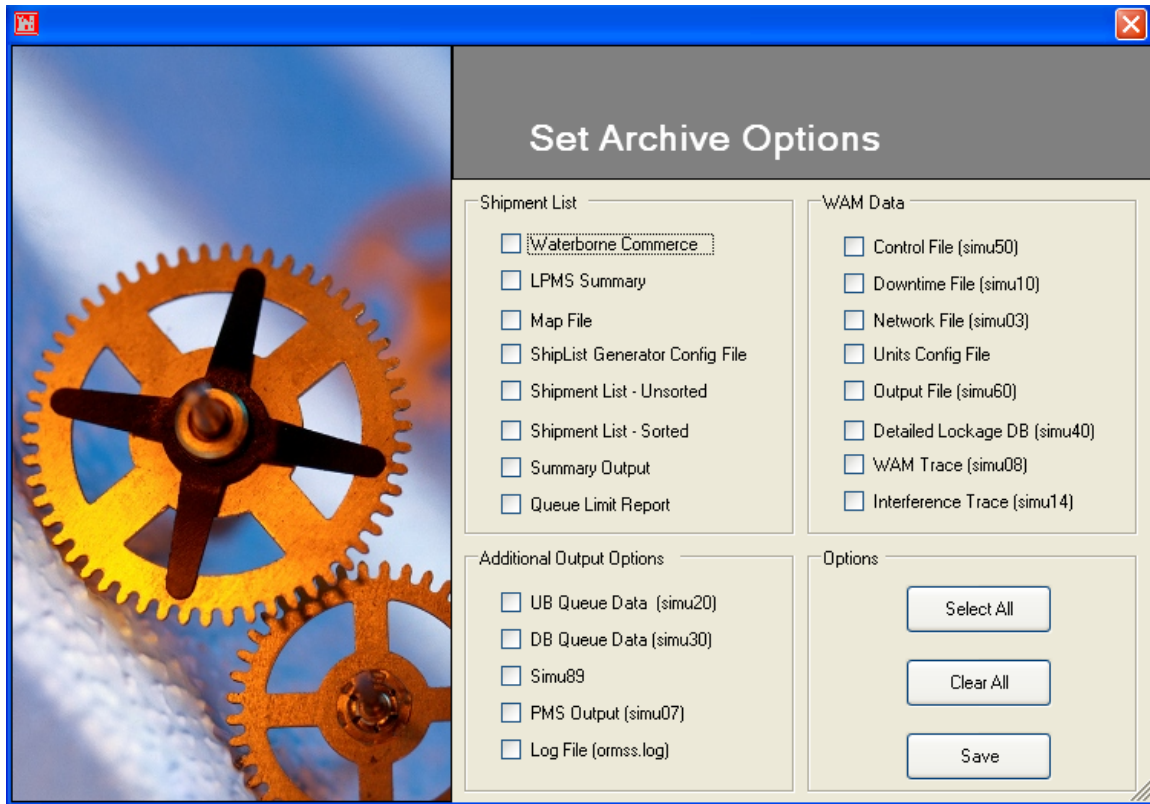 Set Archive Options
Shipment List
Waterborne Commerce
LPMS Summary
Map File
ShipList Generator Config File
Shipment List - Unsorted
Shipment List - Sorted
Summary Output
Queue Limit Report
WAM Data
Control File (simu50)
Downtime File (simu10)
Network File (simu03)
Units Config File
Output File (simu60)
Detailed Lockage DB (simu40)
WAM Trace (simu08)
Interference Trace (simu14)
Additional Output Options
UB Queue Data (simu20)
DB Queue Data (simu30)
Simu89
PMS Output (simu07)
Log File (ormss.log)
Options
Select All
Clear All
Save